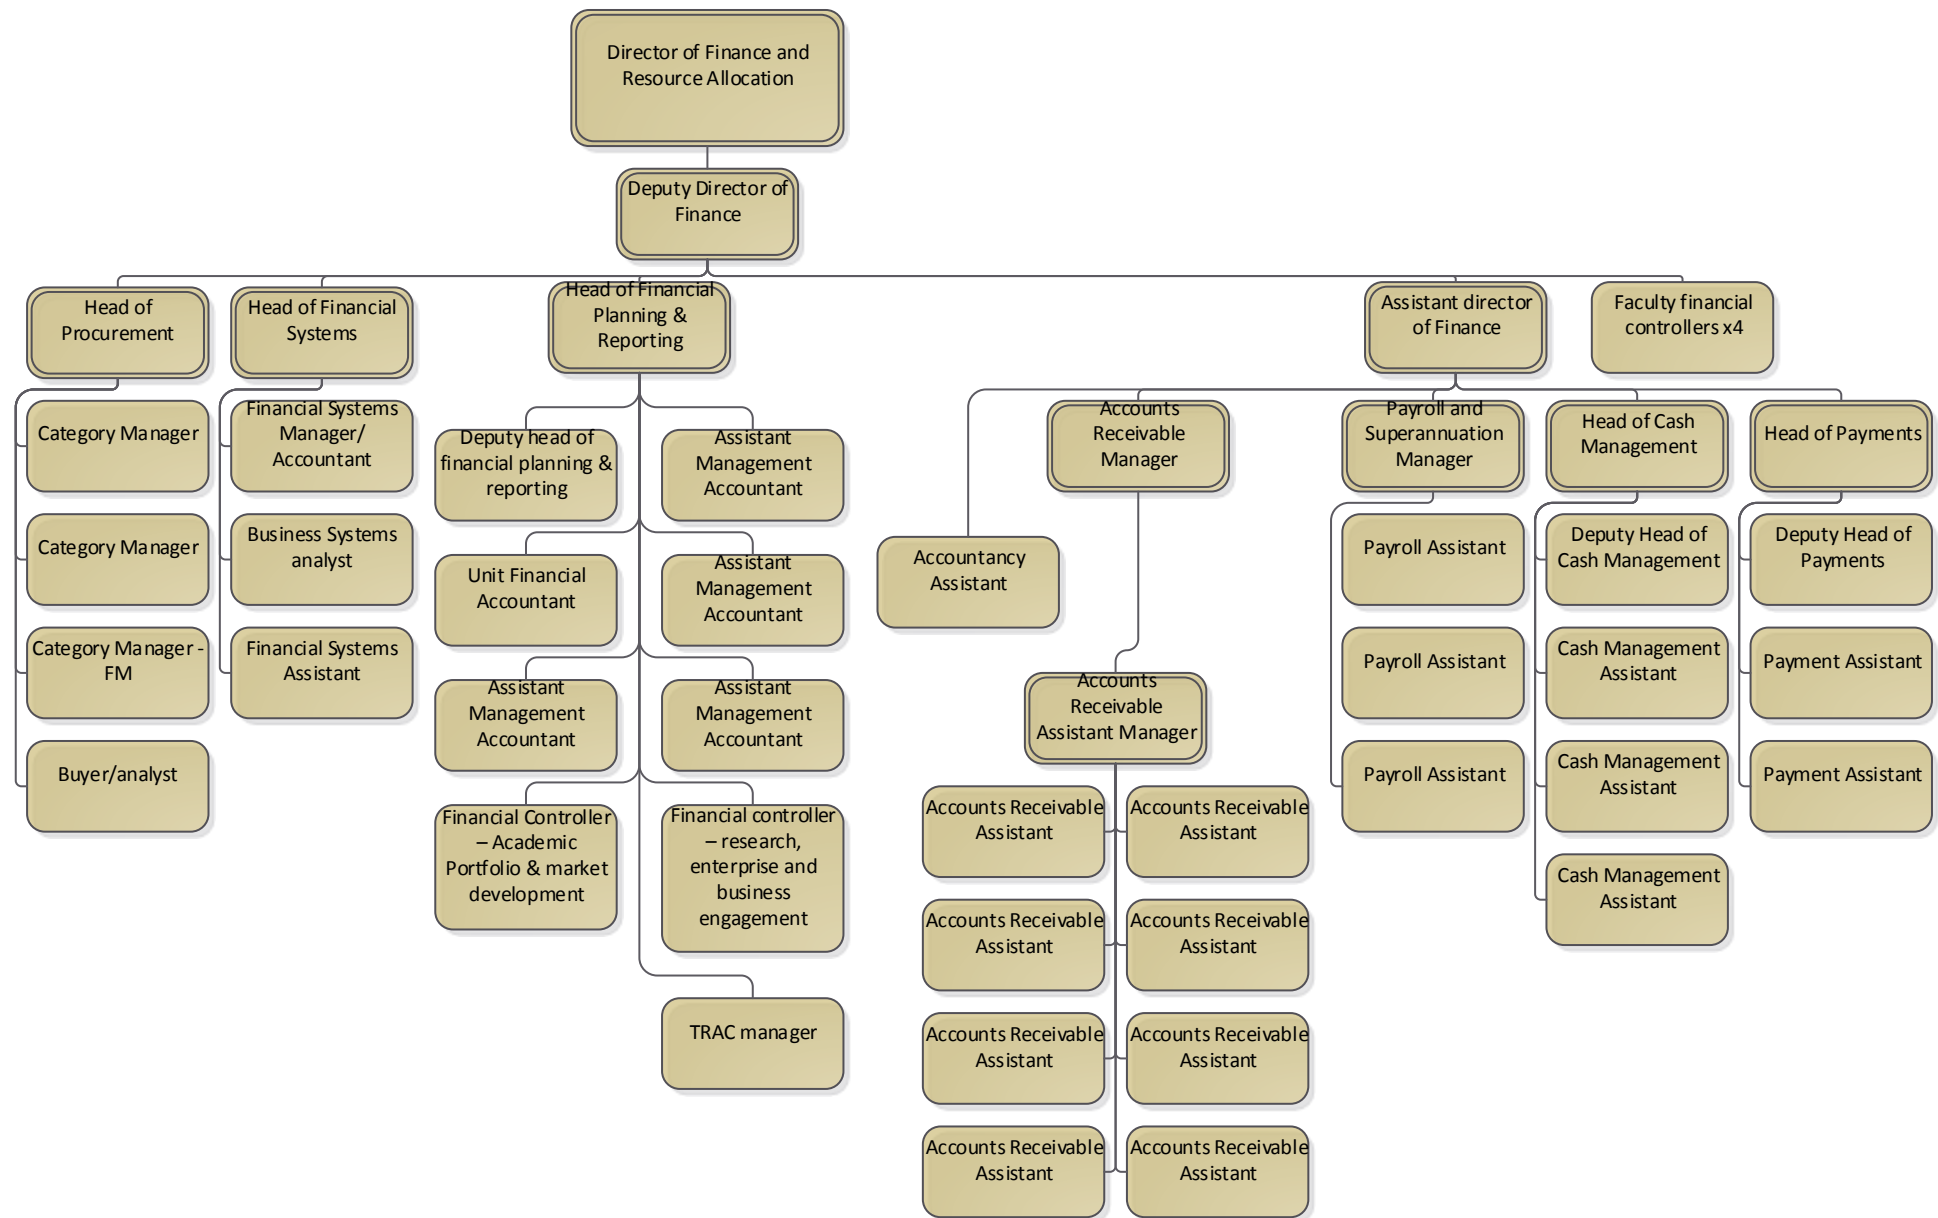 Director of Finance and
Resource Allocation
Deputy Director of
Finance
Head of
Procurement
Head of Financial
Systems
Head of Financial
Planning &
Reporting
Assistant director
of Finance
Faculty financial
controllers x4
Category Manager
Category Manager
Category Manager -
FM
Buyer/analyst
Financial Systems
Manager/
Accountant
Business Systems
analyst
Financial Systems
Assistant
Deputy head of
financial planning &
reporting
Assistant
Management
Accountant
Unit Financial
Accountant
Assistant
Management
Accountant
Assistant
Management
Accountant
Assistant
Management
Accountant
Financial Controller
– Academic
Portfolio & market
development
Financial controller
– research,
enterprise and
business
engagement
TRAC manager
Accountancy
Assistant
Accounts
Receivable
Manager
Accounts
Receivable
Assistant Manager
Accounts Receivable
Assistant
Accounts Receivable
Assistant
Accounts Receivable
Assistant
Accounts Receivable
Assistant
Accounts Receivable
Assistant
Accounts Receivable
Assistant
Accounts Receivable
Assistant
Accounts Receivable
Assistant
Payroll and
Superannuation
Manager
Payroll Assistant
Payroll Assistant
Payroll Assistant
Head of Cash
Management
Deputy Head of
Cash Management
Cash Management
Assistant
Cash Management
Assistant
Cash Management
Assistant
Head of Payments
Deputy Head of
Payments
Payment Assistant
Payment Assistant